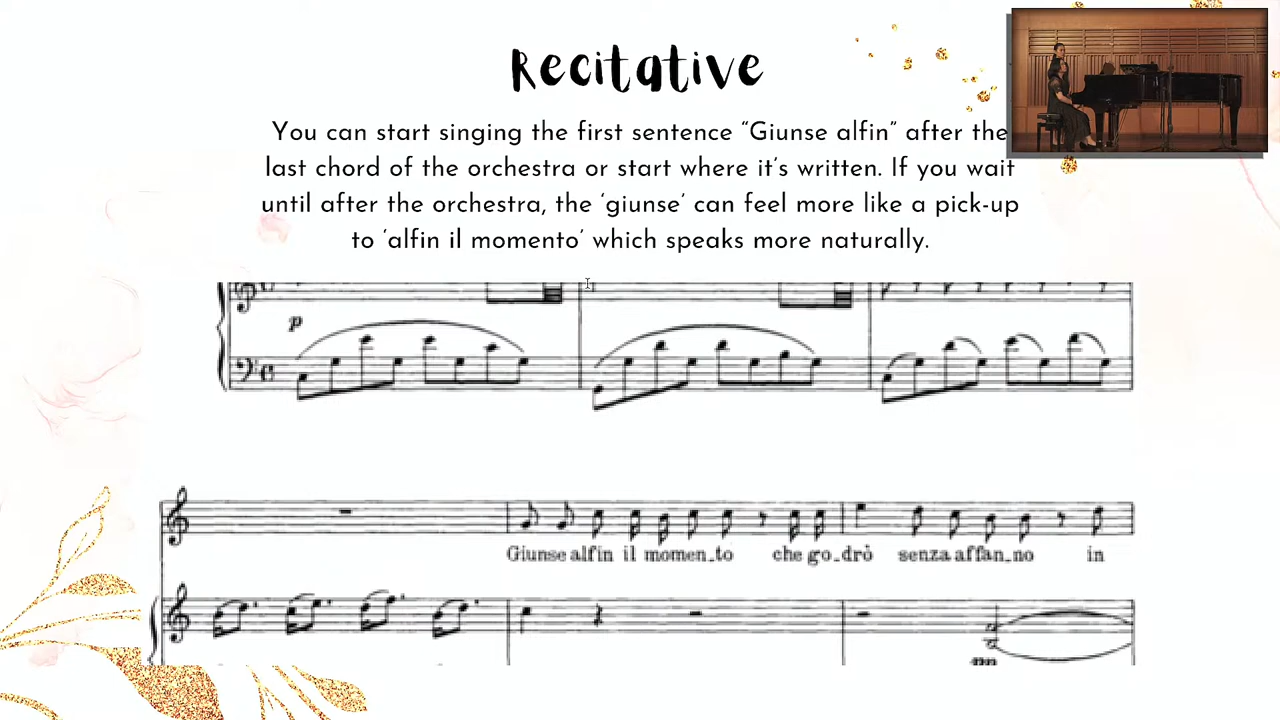 Recitative
You can start singing the first sentence “Giunse alfin” after the
last chord of the orchestra or start where it’s written. If you wait
until after the orchestra, the ‘giunse’ can feel more like a pick-up
to ‘alfin il momento’ which speaks more naturally.
p
Giunse alfin il momen_to che go_drò senza affan_no in
pp